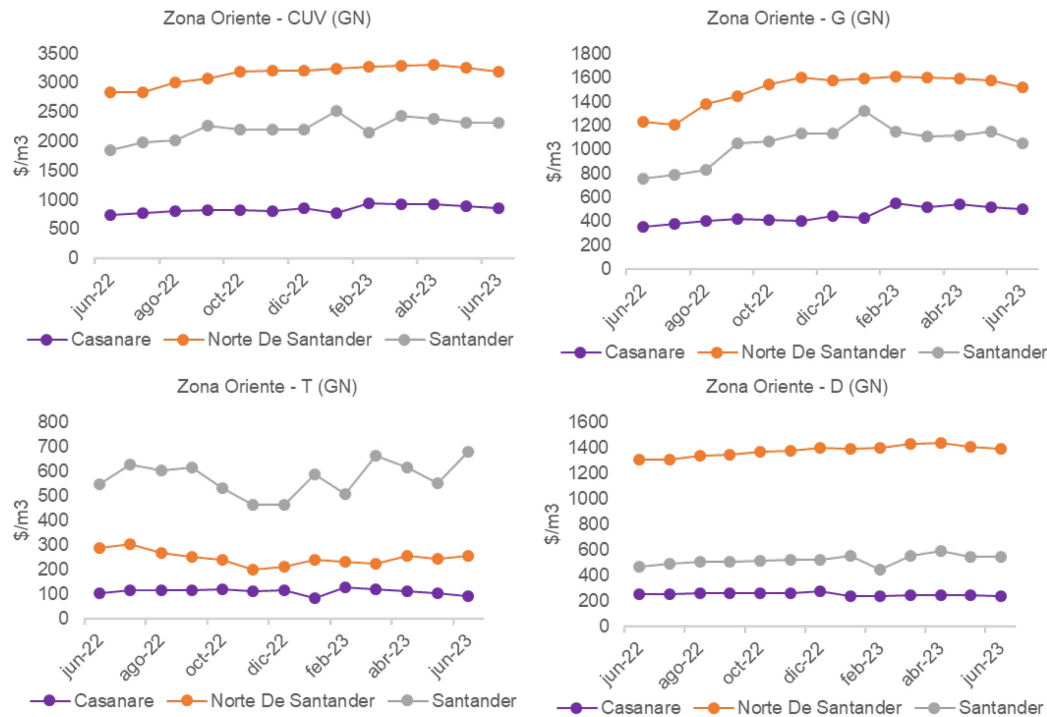 Zona Oriente - CUV (GN)
3500
3000
2500
2000
1500
1000
500
0
$/m3
jun-22
ago-22
oct-22
dic-22
feb-23
abr-23
jun-23
Casanare Norte De Santander Santander
Zona Oriente - G (GN)
1800
1600
1400
1200
1000
800
600
400
200
0
$/m3
jun-22
ago-22
oct-22
dic-22
feb-23
abr-23
jun-23
Casanare Norte De Santander Santander
Zona Oriente - T (GN)
800
700
600
500
400
300
200
100
0
$/m3
jun-22
ago-22
oct-22
dic-22
feb-23
abr-23
jun-23
Casanare Norte De Santander Santander
Zona Oriente - D (GN)
1600
1400
1200
1000
800
600
400
200
0
$/m3
jun-22
ago-22
oct-22
dic-22
feb-23
abr-23
jun-23
Casanare Norte De Santander Santander